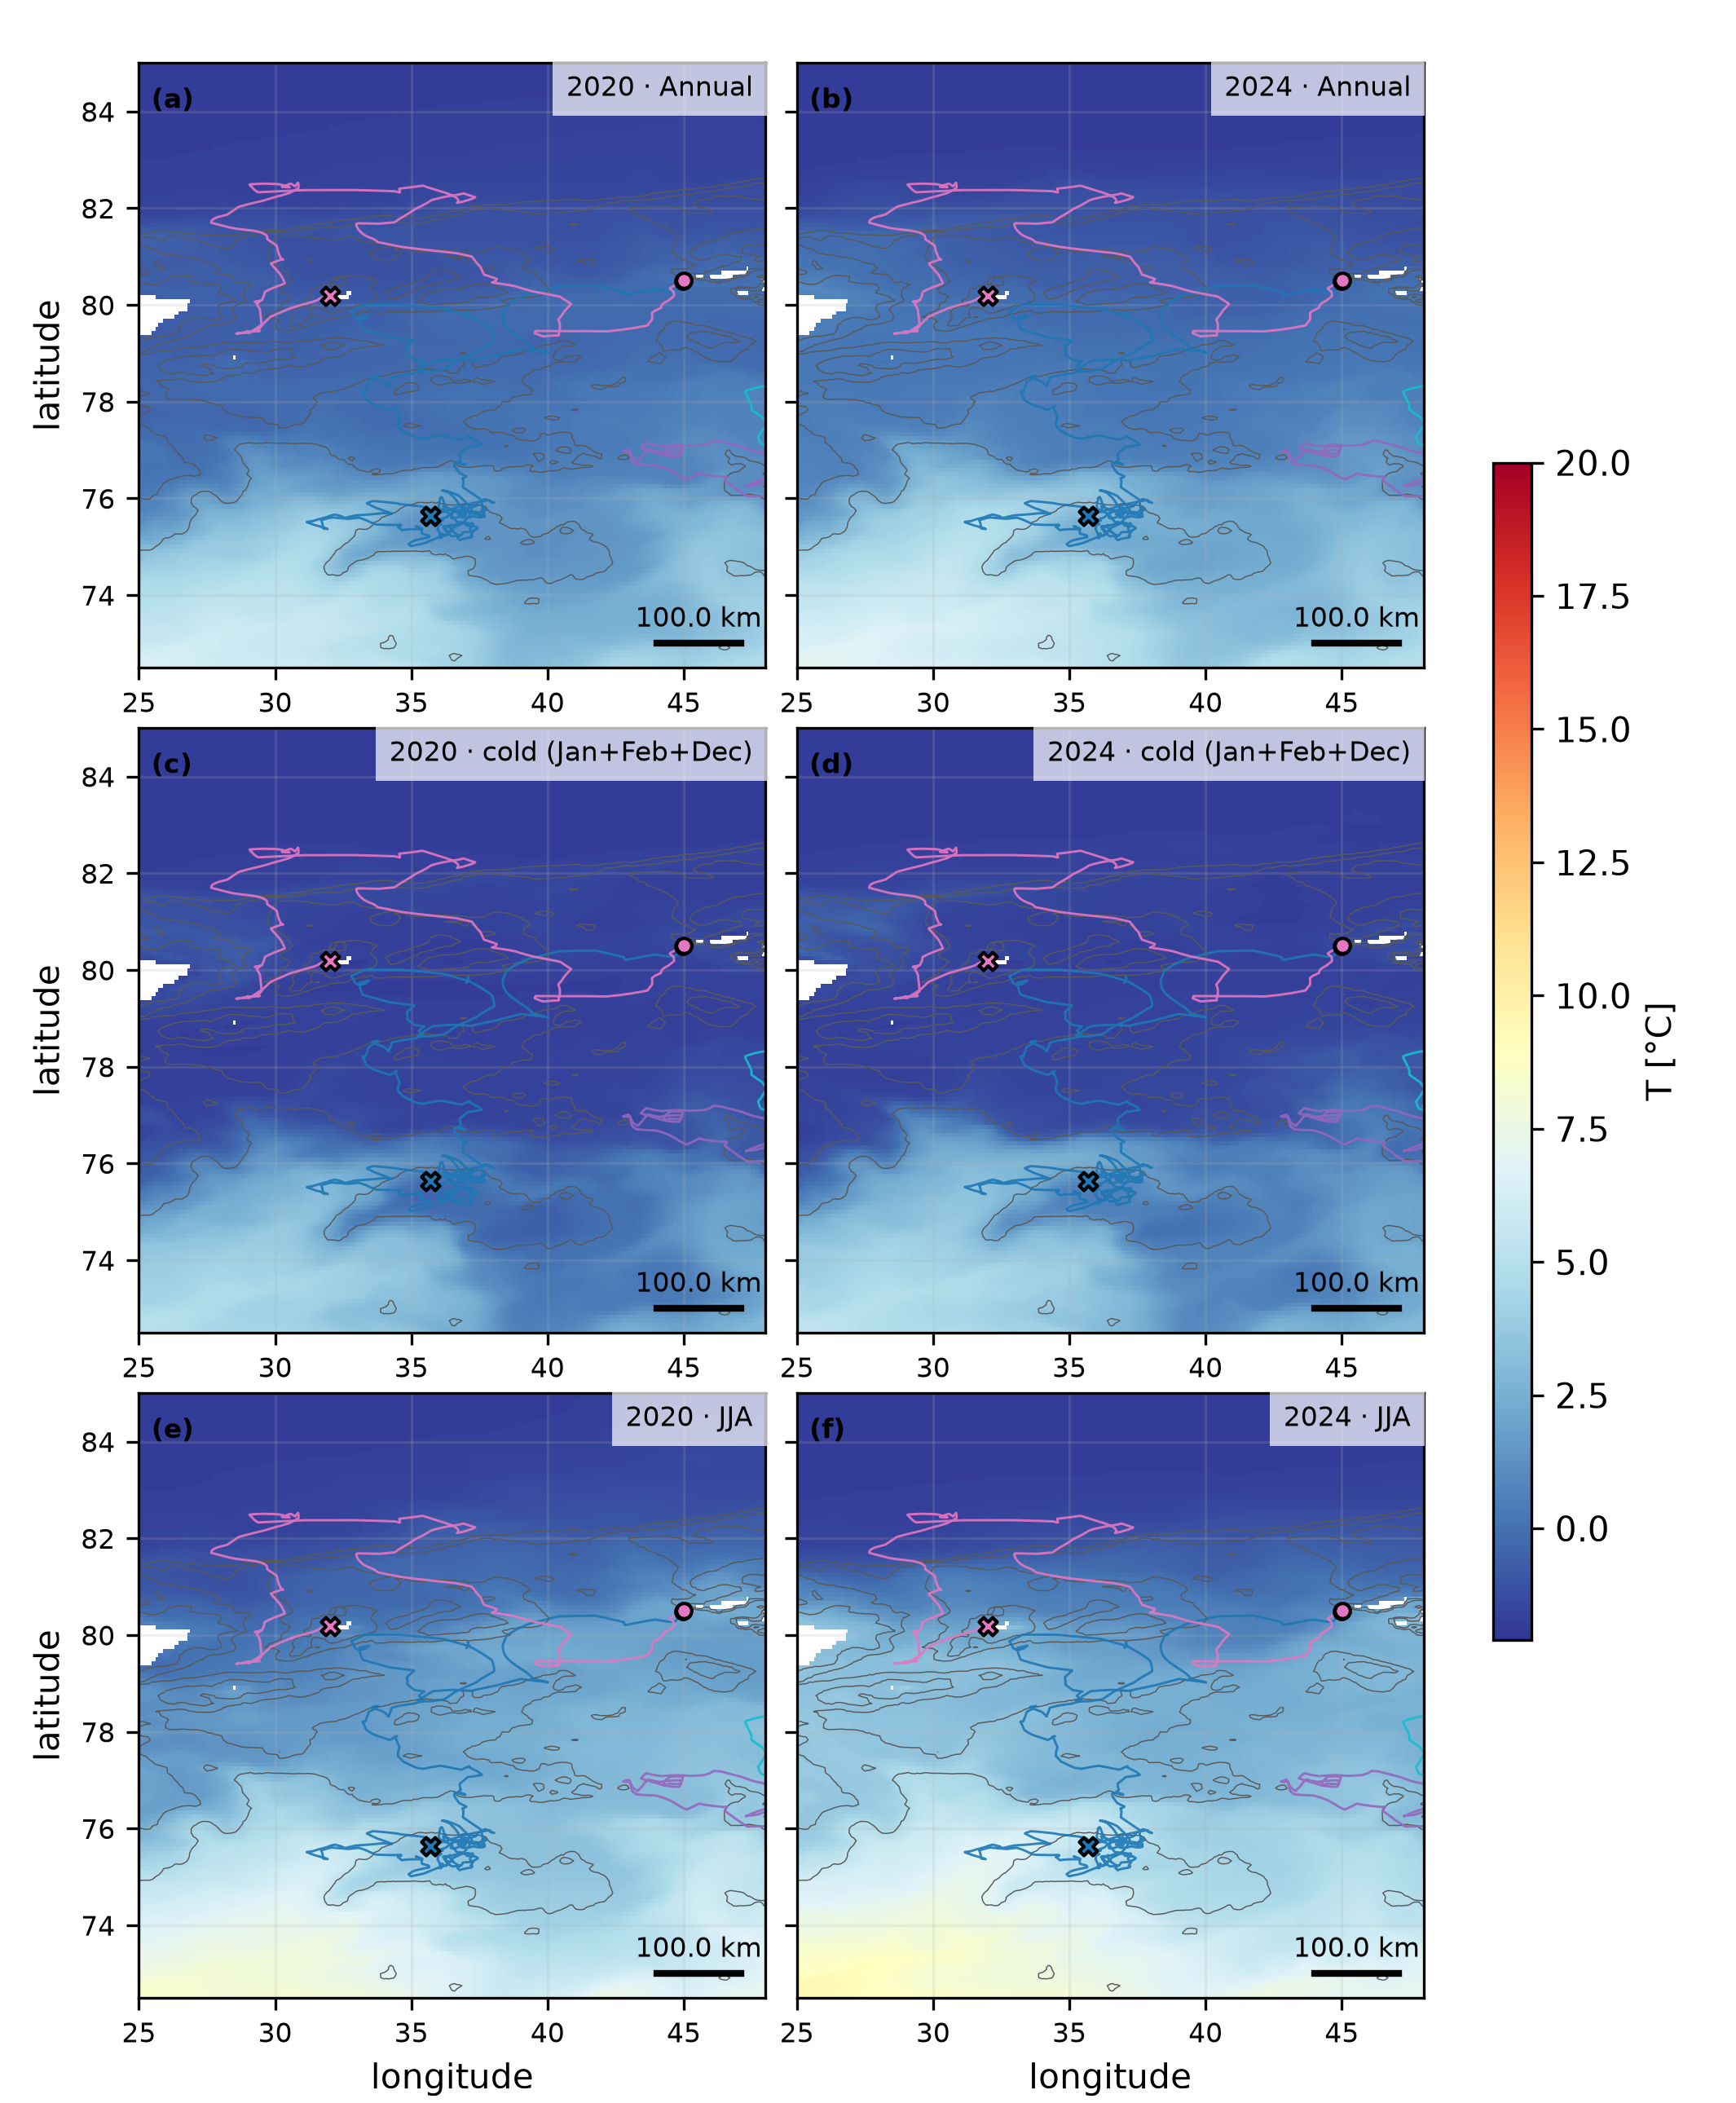 (a)
2020 · Annual
(b)
2024 · Annual
84
82
80
78
76
74
latitude
100.0 km
100.0 km
25 30 35 40 45
25 30 35 40 45
(c)
2020 · cold (Jan+Feb+Dec)
(d)
2024 · cold (Jan+Feb+Dec)
84
82
80
78
76
74
latitude
100.0 km
100.0 km
25 30 35 40 45
25 30 35 40 45
(e)
2020 · JJA
(f)
2024 · JJA
84
82
80
78
76
74
latitude
100.0 km
100.0 km
25 30 35 40 45
25 30 35 40 45
longitude
longitude
20.0
17.5
15.0
12.5
10.0
7.5
5.0
2.5
0.0
T [°C]